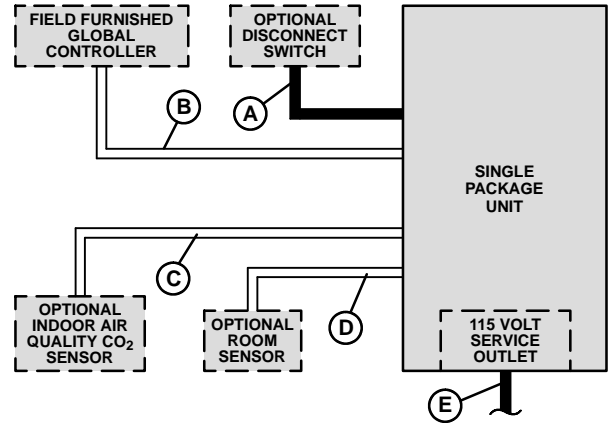 FIELD FURNISHED
GLOBAL
CONTROLLER
OPTIONAL
DISCONNECT
SWITCH
B
A
SINGLE
PACKAGE
UNIT
C
D
OPTIONAL
INDOOR AIR
QUALITY CO₂
SENSOR
OPTIONAL
ROOM
SENSOR
115 VOLT
SERVICE
OUTLET
E